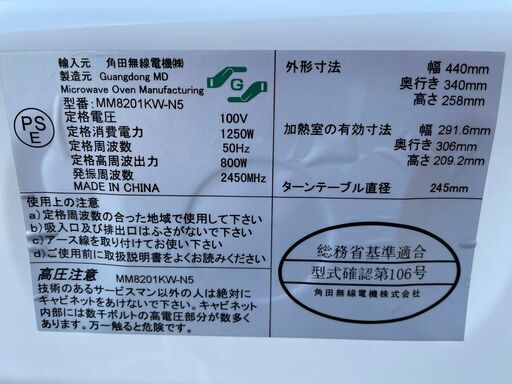 輸入元 角田無線電機㈱
製造元 Guangdong MD
Microwave Oven Manufacturing
型番: MM8201KW-N5
定格電圧 100V
定格消費電力 1250W
定格周波数 50Hz
定格高周波出力 800W
発振周波数 2450MHz
MADE IN CHINA
PS
E
G
外形寸法 幅 440mm
奥行き 340mm
高さ 258mm
加熱室の有効寸法 幅 291.6mm
奥行き 306mm
高さ 209.2mm
ターンテーブル直径 245mm
使用上の注意
a)定格周波数の合った地域で使用して下さい
b)吸入口及び排出口はふさがないで下さい
c)アース線を取りつけて下さい
d)ご使用前に取扱説明書をよくお読みください
高圧注意 MM8201KW-N5
技術のあるサービスマン以外の人は絶対に
キャビネットをあけないで下さい。キャビネット
内部には数千ボルトの高電圧部分が数多く
あります。万一触ると危険です。
総務省基準適合
型式確認第106号
角田無線電機株式会社